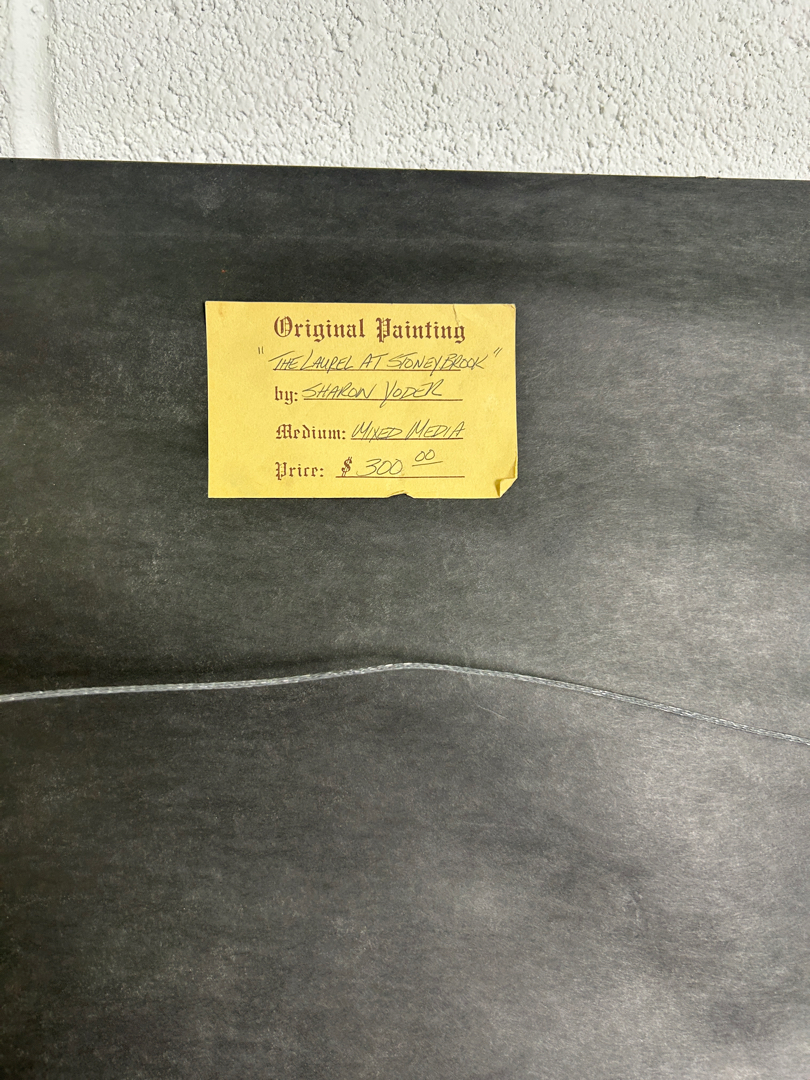 Original Painting
"THE LAUREL AT STONEYBROOK"
by: SHARON YODER
Medium: MIXED MEDIA
Price: $ 300 00